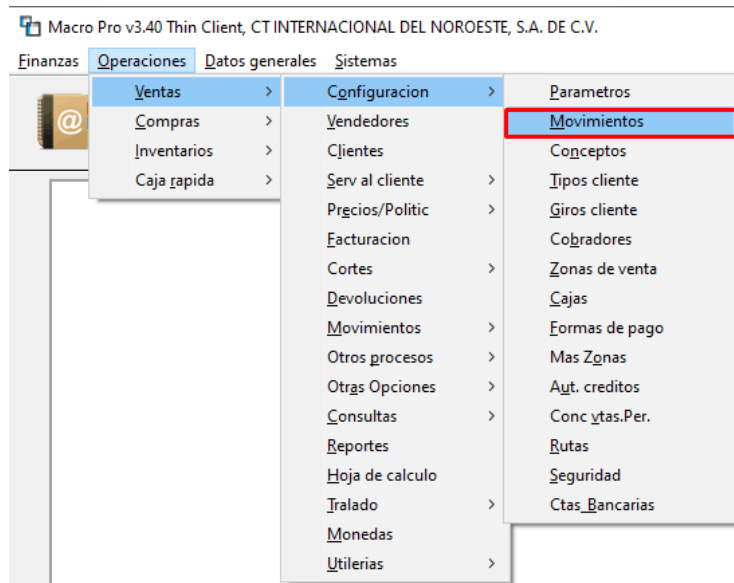 Macro Pro v3.40 Thin Client, CT INTERNACIONAL DEL NOROESTE, S.A. DE C.V.
Finanzas Operaciones Datos generales Sistemas
@
Ventas >
Compras >
Inventarios >
Caja rapida >
Configuracion >
Vendedores
Clientes
Serv al cliente >
Precios/Politic >
Facturacion
Cortes >
Devoluciones
Movimientos >
Otros procesos >
Otras Opciones >
Consultas >
Reportes
Hoja de calculo
Tralado >
Monedas
Utilerias >
Parametros
Movimientos
Conceptos
Tipos cliente
Giros cliente
Cobradores
Zonas de venta
Cajas
Formas de pago
Mas Zonas
Aut. creditos
Conc vtas.Per.
Rutas
Seguridad
Ctas_Bancarias